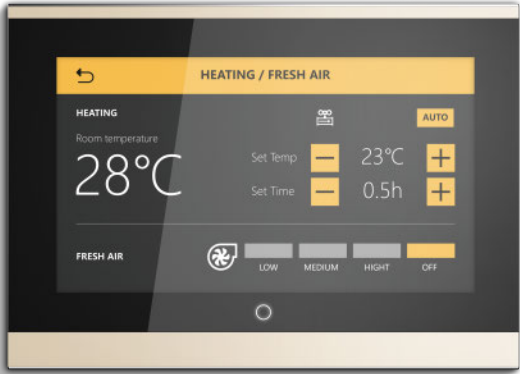 HEATING / FRESH AIR
HEATING
AUTO
Room temperature
28°C
Set Temp
23°C
Set Time
0.5h
FRESH AIR
LOW
MEDIUM
HIGHT
OFF